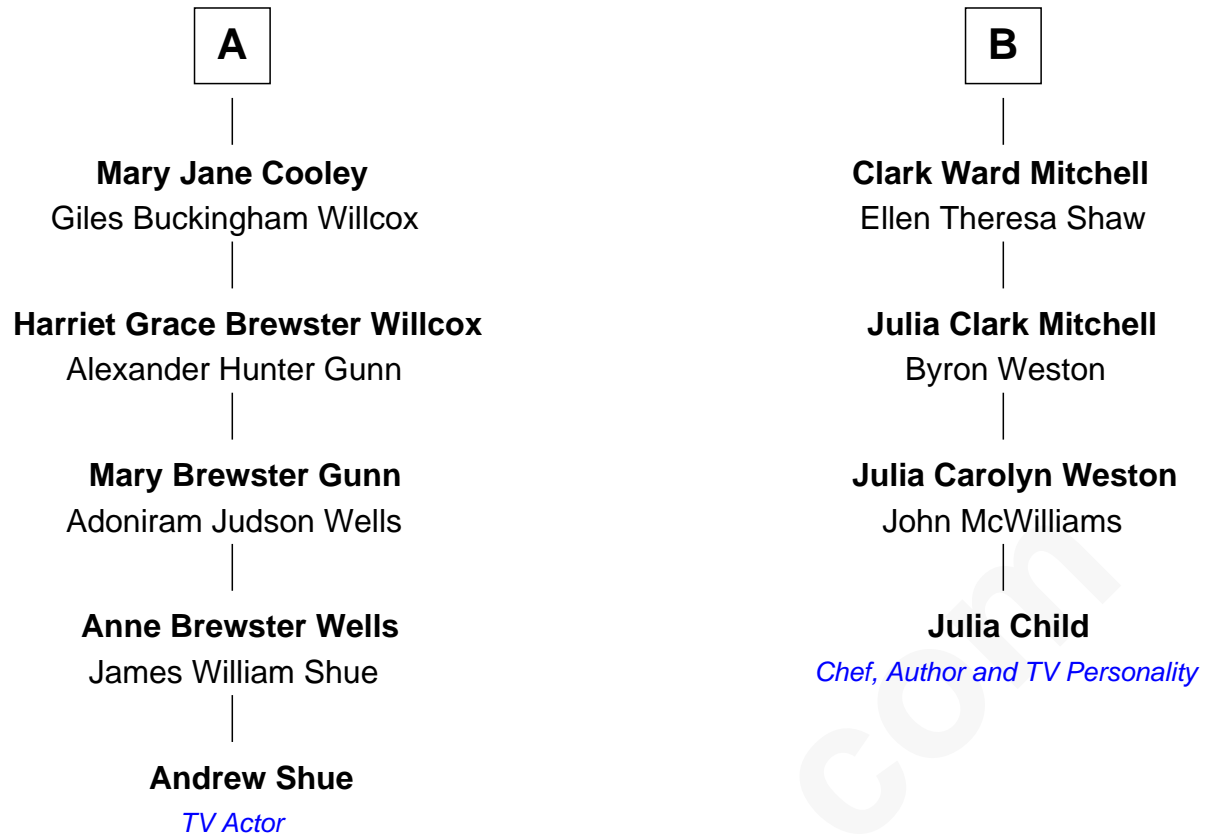 A
Mary Jane Cooley
Giles Buckingham Willcox
Harriet Grace Brewster Willcox
Alexander Hunter Gunn
Mary Brewster Gunn
Adoniram Judson Wells
Anne Brewster Wells
James William Shue
Andrew Shue
TV Actor
B
Clark Ward Mitchell
Ellen Theresa Shaw
Julia Clark Mitchell
Byron Weston
Julia Carolyn Weston
John McWilliams
Julia Child
Chef, Author and TV Personality
com